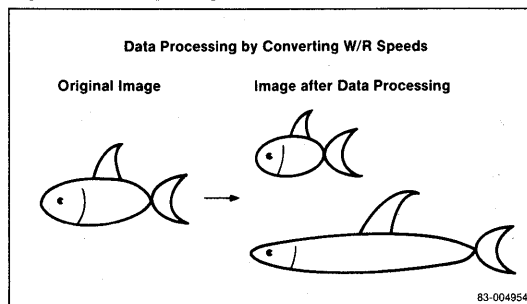 Data Processing by Converting W/R Speeds
Original Image
Image after Data Processing
83-004954